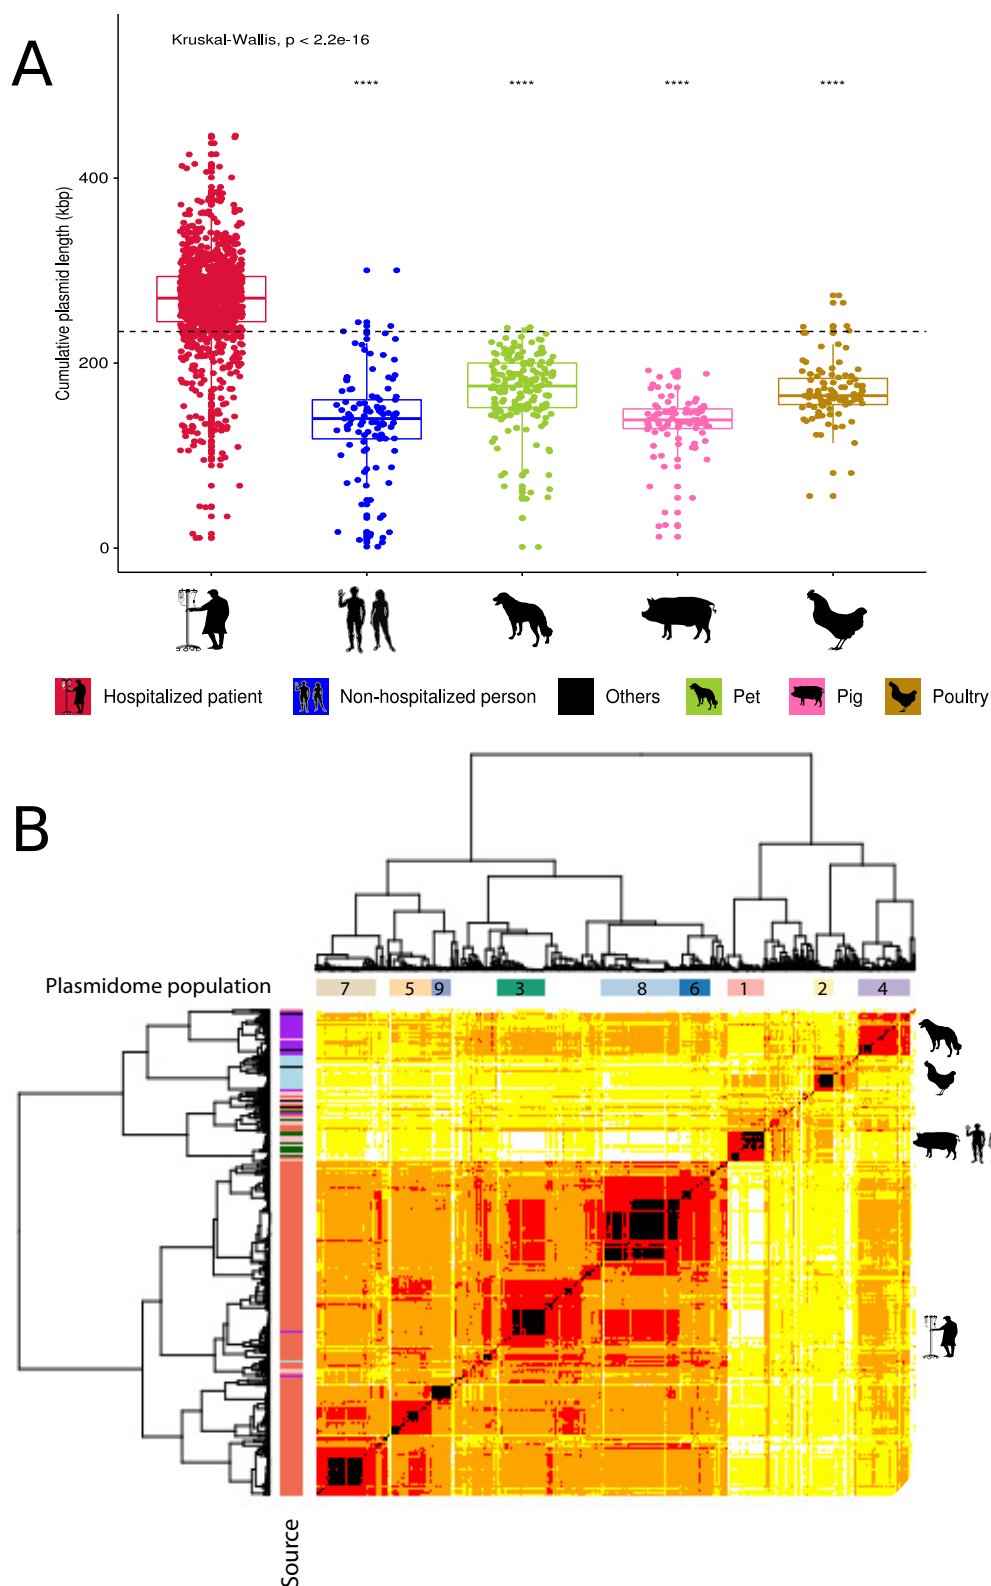 A
Kruskal-Wallis, p < 2.2e-16
**** **** **** ****
Cumulative plasmid length (kbp)
400
200
0
Hospitalized patient Non-hospitalized person Others Pet Pig Poultry
B
Plasmidome population 7 5 9 3 8 6 1 2 4
Source